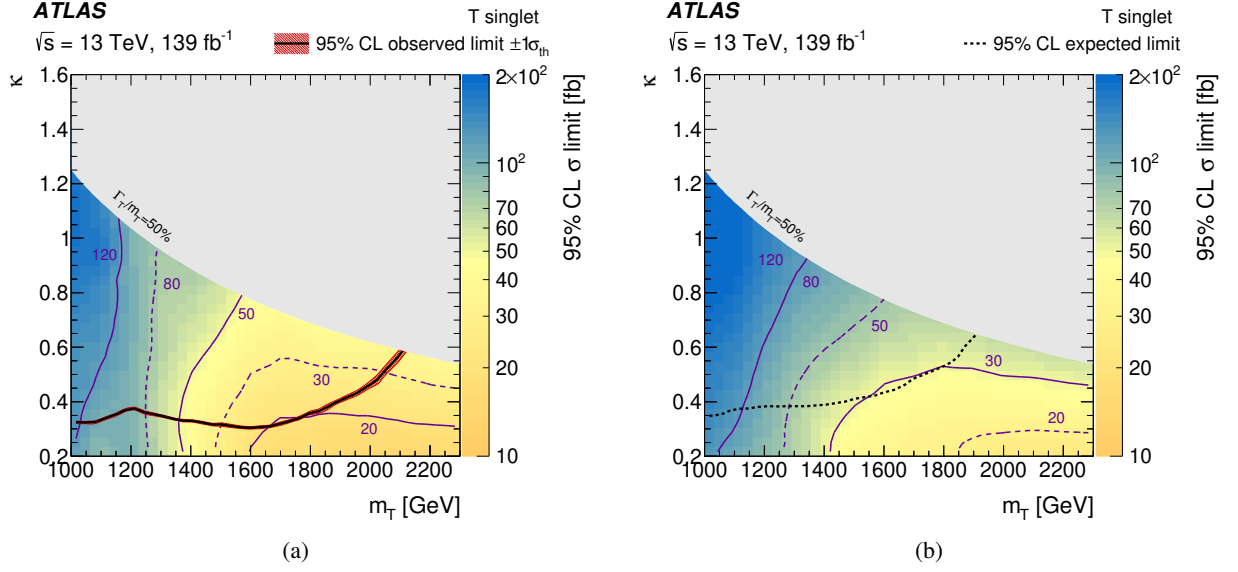 ATLAS
T singlet
√s = 13 TeV, 139 fb⁻¹
95% CL observed limit ±1σth
κ
1.6
1.4
1.2
1
0.8
0.6
0.4
0.2
Γ_T/m_T=50%
120
80
50
30
20
1000 1200 1400 1600 1800 2000 2200
m_T [GeV]
2×10²
10²
70
60
50
40
30
20
10
95% CL σ limit [fb]
(a)
ATLAS
T singlet
√s = 13 TeV, 139 fb⁻¹
95% CL expected limit
κ
1.6
1.4
1.2
1
0.8
0.6
0.4
0.2
Γ_T/m_T=50%
120
80
50
30
20
1000 1200 1400 1600 1800 2000 2200
m_T [GeV]
2×10²
10²
70
60
50
40
30
20
10
95% CL σ limit [fb]
(b)